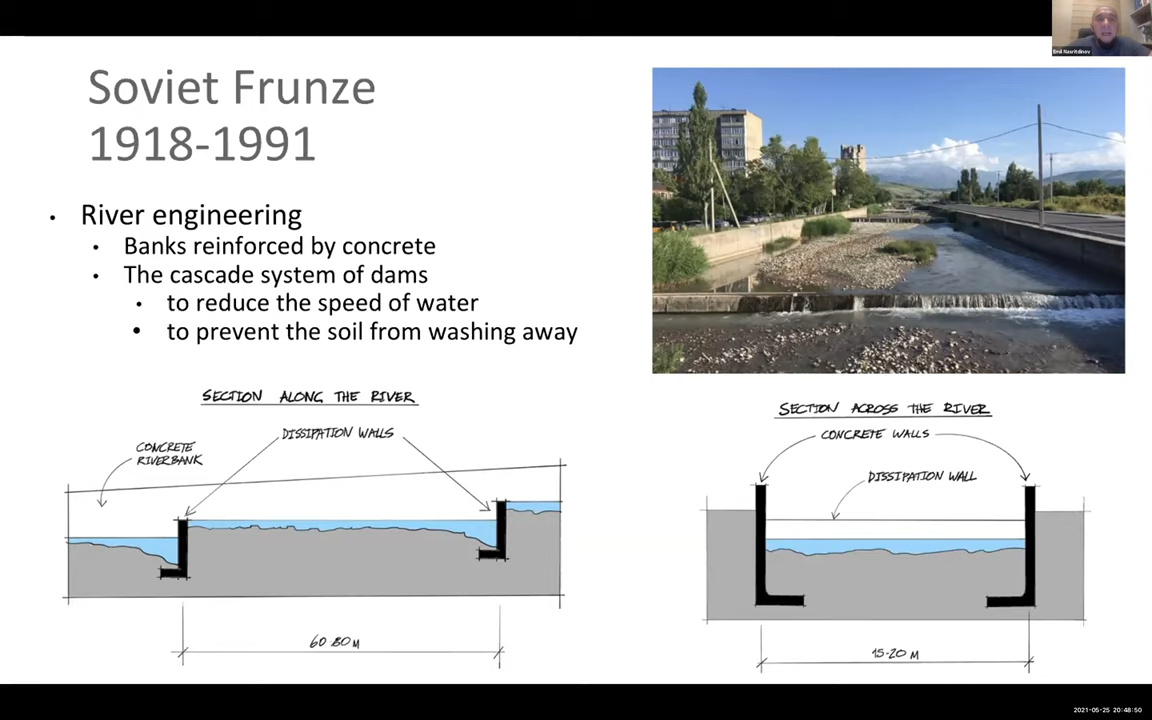 Emil Nasritdinov
Soviet Frunze
1918-1991
• River engineering
• Banks reinforced by concrete
• The cascade system of dams
• to reduce the speed of water
• to prevent the soil from washing away
SECTION ALONG THE RIVER
DISSIPATION WALLS
CONCRETE
RIVERBANK
60-80 M
SECTION ACROSS THE RIVER
CONCRETE WALLS
DISSIPATION WALL
15-20 M
2021-05-25 20:48:50